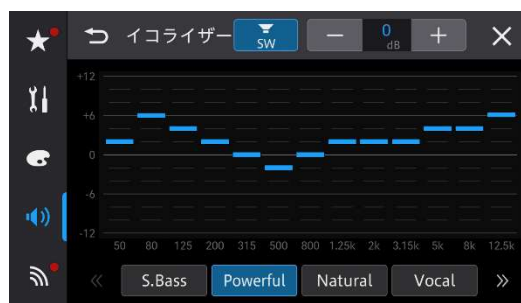 イコライザー SW − 0 dB + ×
+12
+6
0
-6
-12
50 80 125 200 315 500 800 1.25k 2k 3.15k 5k 8k 12.5k
« S.Bass Powerful Natural Vocal »